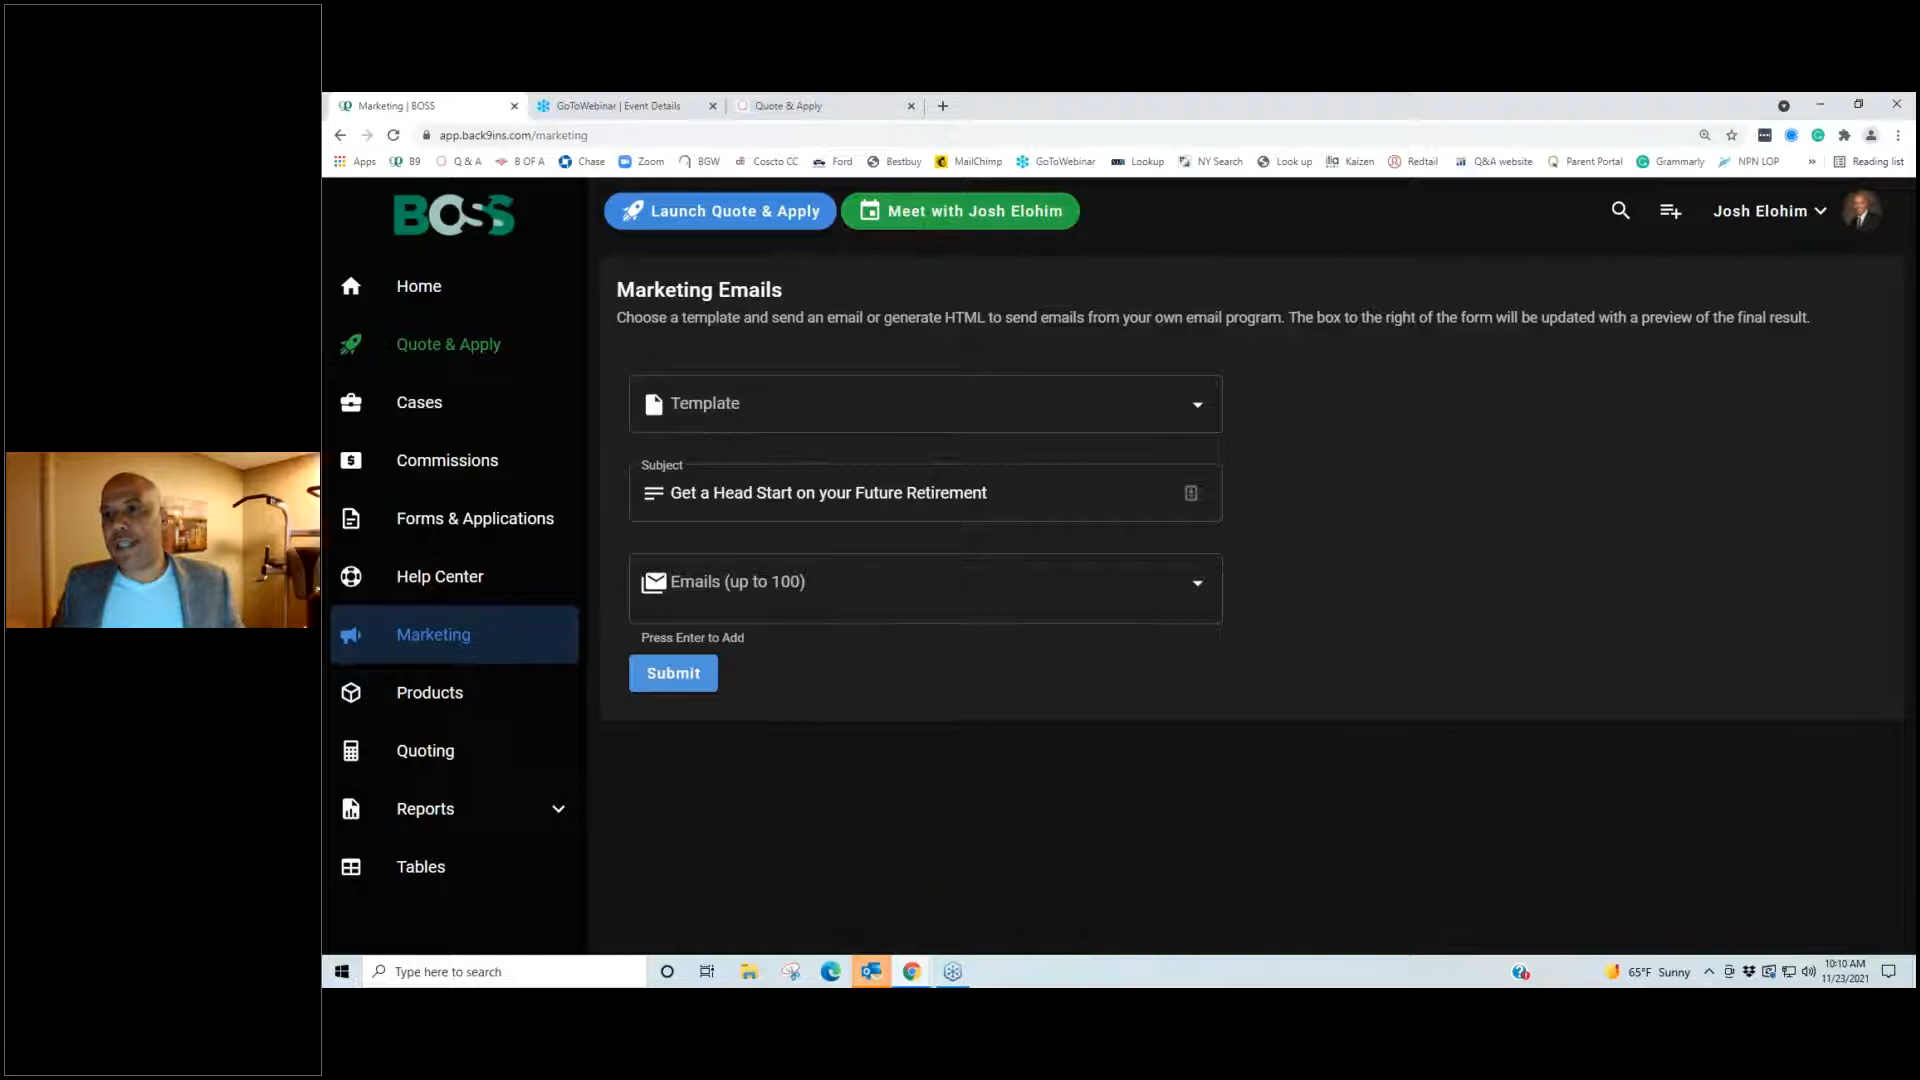 Marketing | BOSS
GoToWebinar | Event Details
Quote & Apply
app.back9ins.com/marketing
Apps
B9
Q & A
B OF A
Chase
Zoom
BGW
Coscto CC
Ford
Bestbuy
MailChimp
GoToWebinar
Lookup
NY Search
Look up
Kaizen
Redtail
Q&A website
Parent Portal
Grammarly
NPN LOP
»
Reading list
BOSS
Launch Quote & Apply
Meet with Josh Elohim
Josh Elohim
Home
Quote & Apply
Cases
Commissions
Forms & Applications
Help Center
Marketing
Products
Quoting
Reports
Tables
Marketing Emails
Choose a template and send an email or generate HTML to send emails from your own email program. The box to the right of the form will be updated with a preview of the final result.
Template
Subject
Get a Head Start on your Future Retirement
Emails (up to 100)
Press Enter to Add
Submit
Type here to search
65°F Sunny
10:10 AM
11/23/2021